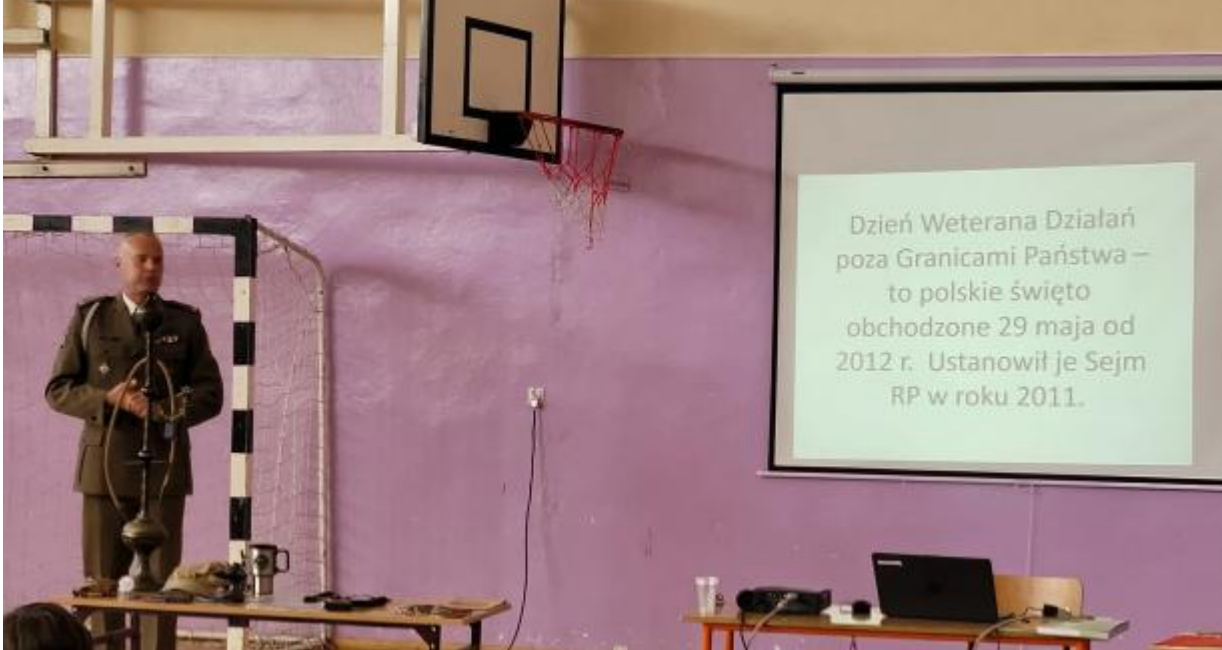 Dzień Weterana Działań
poza Granicami Państwa –
to polskie święto
obchodzone 29 maja od
2012 r.  Ustanowił je Sejm
RP w roku 2011.